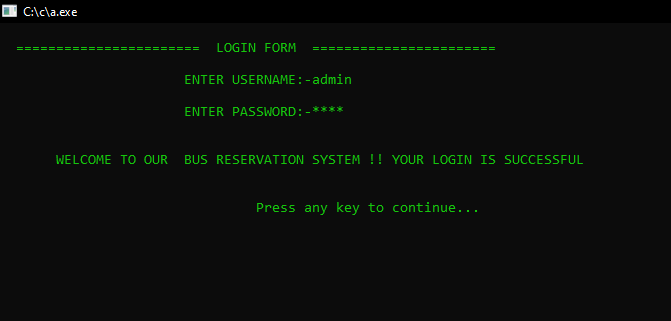 C:\c\a.exe
======================= LOGIN FORM =======================
ENTER USERNAME:-admin
ENTER PASSWORD:-****
WELCOME TO OUR  BUS RESERVATION SYSTEM !! YOUR LOGIN IS SUCCESSFUL
Press any key to continue...